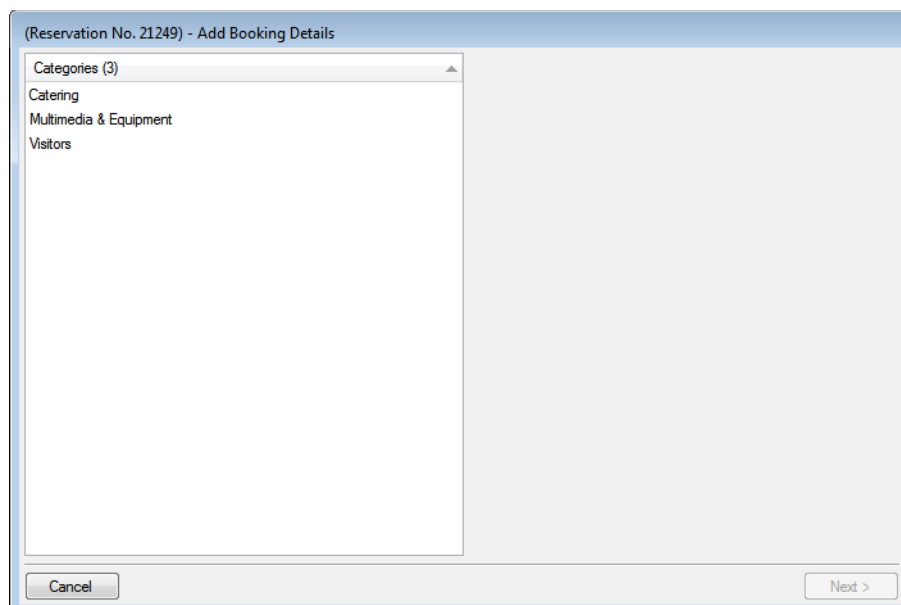 (Reservation No. 21249) - Add Booking Details
Categories (3)
Catering
Multimedia & Equipment
Visitors
Cancel
Next >